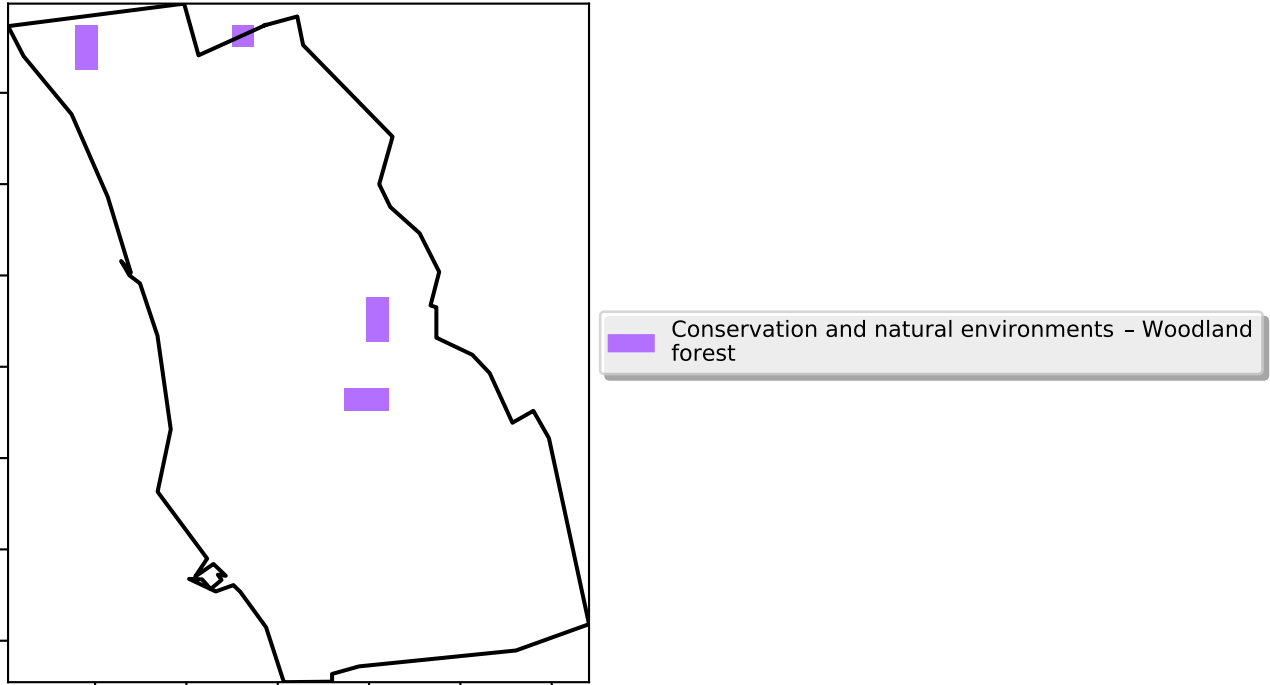 Conservation and natural environments – Woodland
forest